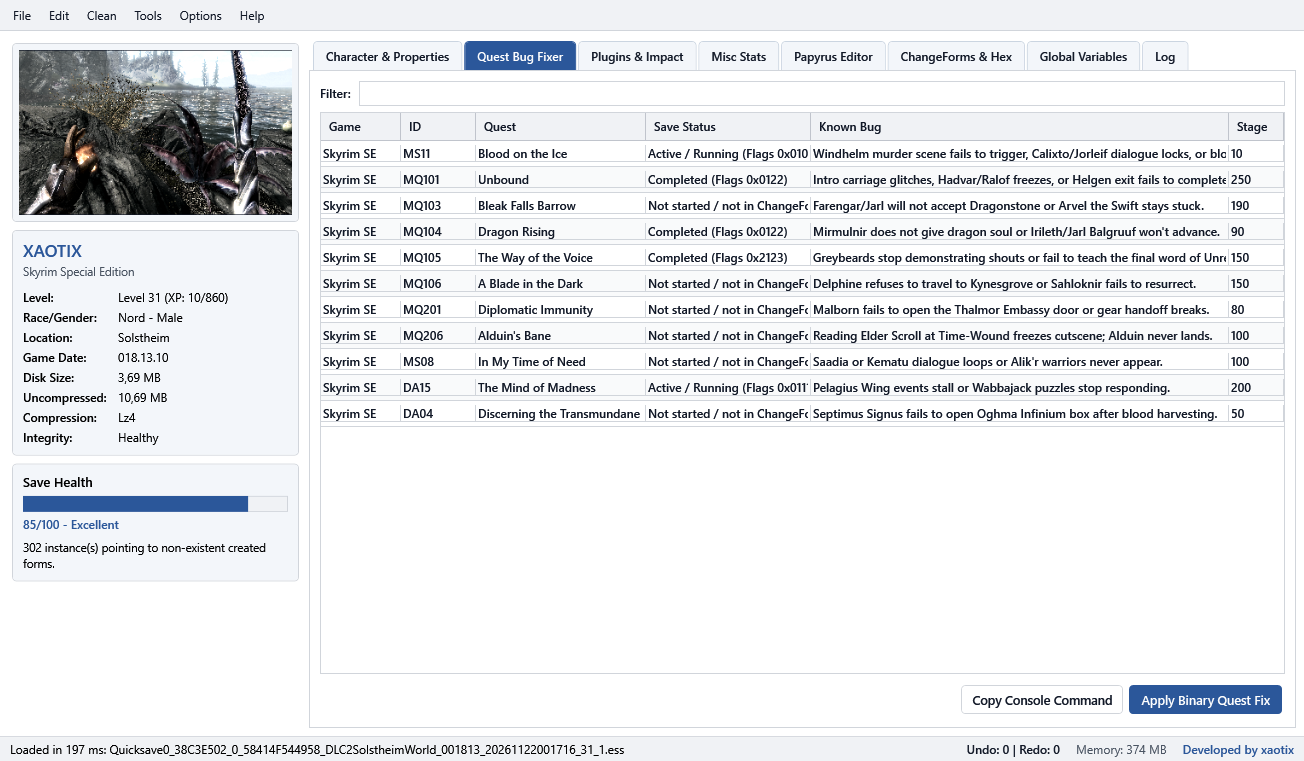 File Edit Clean Tools Options Help
Character & Properties Quest Bug Fixer Plugins & Impact Misc Stats Papyrus Editor ChangeForms & Hex Global Variables Log
Filter:
Game ID Quest Save Status Known Bug Stage
Skyrim SE MS11 Blood on the Ice Active / Running (Flags 0x010 Windhelm murder scene fails to trigger, Calixto/Jorleif dialogue locks, or blo 10
Skyrim SE MQ101 Unbound Completed (Flags 0x0122) Intro carriage glitches, Hadvar/Ralof freezes, or Helgen exit fails to complete 250
Skyrim SE MQ103 Bleak Falls Barrow Not started / not in ChangeFo Farengar/Jarl will not accept Dragonstone or Arvel the Swift stays stuck. 190
Skyrim SE MQ104 Dragon Rising Completed (Flags 0x0122) Mirmulnir does not give dragon soul or Irileth/Jarl Balgruuf won't advance. 90
Skyrim SE MQ105 The Way of the Voice Completed (Flags 0x2123) Greybeards stop demonstrating shouts or fail to teach the final word of Unre 150
Skyrim SE MQ106 A Blade in the Dark Not started / not in ChangeFo Delphine refuses to travel to Kynesgrove or Sahloknir fails to resurrect. 150
Skyrim SE MQ201 Diplomatic Immunity Not started / not in ChangeFo Malborn fails to open the Thalmor Embassy door or gear handoff breaks. 80
Skyrim SE MQ206 Alduin's Bane Not started / not in ChangeFo Reading Elder Scroll at Time-Wound freezes cutscene; Alduin never lands. 100
Skyrim SE MS08 In My Time of Need Not started / not in ChangeFo Saadia or Kematu dialogue loops or Alik'r warriors never appear. 100
Skyrim SE DA15 The Mind of Madness Active / Running (Flags 0x011 Pelagius Wing events stall or Wabbajack puzzles stop responding. 200
Skyrim SE DA04 Discerning the Transmundane Not started / not in ChangeFo Septimus Signus fails to open Oghma Infinium box after blood harvesting. 50
XAOTIX
Skyrim Special Edition
Level: Level 31 (XP: 10/860)
Race/Gender: Nord - Male
Location: Solstheim
Game Date: 018.13.10
Disk Size: 3,69 MB
Uncompressed: 10,69 MB
Compression: Lz4
Integrity: Healthy
Save Health
85/100 - Excellent
302 instance(s) pointing to non-existent created
forms.
Copy Console Command Apply Binary Quest Fix
Loaded in 197 ms: Quicksave0_38C3E502_0_58414F544958_DLC2SolstheimWorld_001813_20261122001716_31_1.ess Undo: 0 | Redo: 0 Memory: 374 MB Developed by xaotix